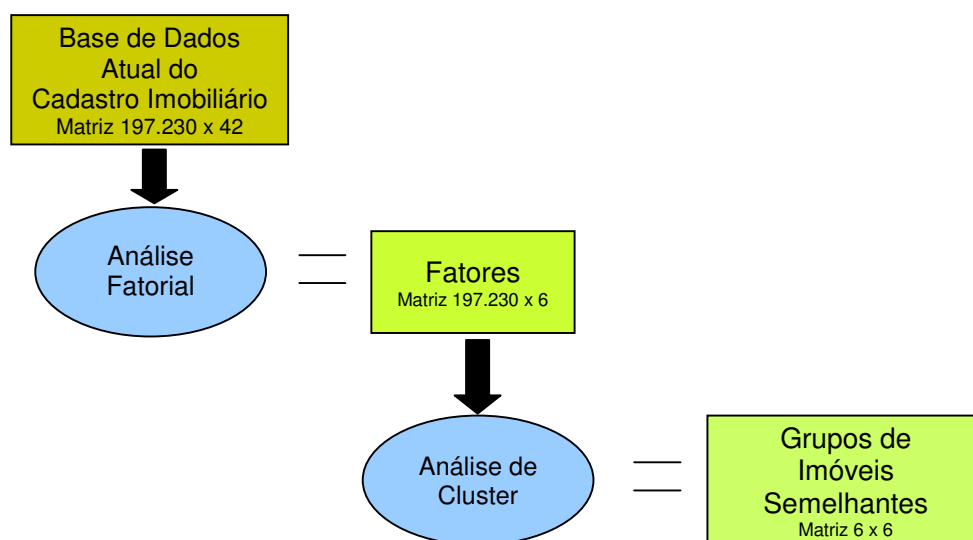 Base de Dados
Atual do
Cadastro Imobiliário
Matriz 197.230 x 42
Análise
Fatorial
Fatores
Matriz 197.230 x 6
Análise de
Cluster
Grupos de
Imóveis
Semelhantes
Matriz 6 x 6